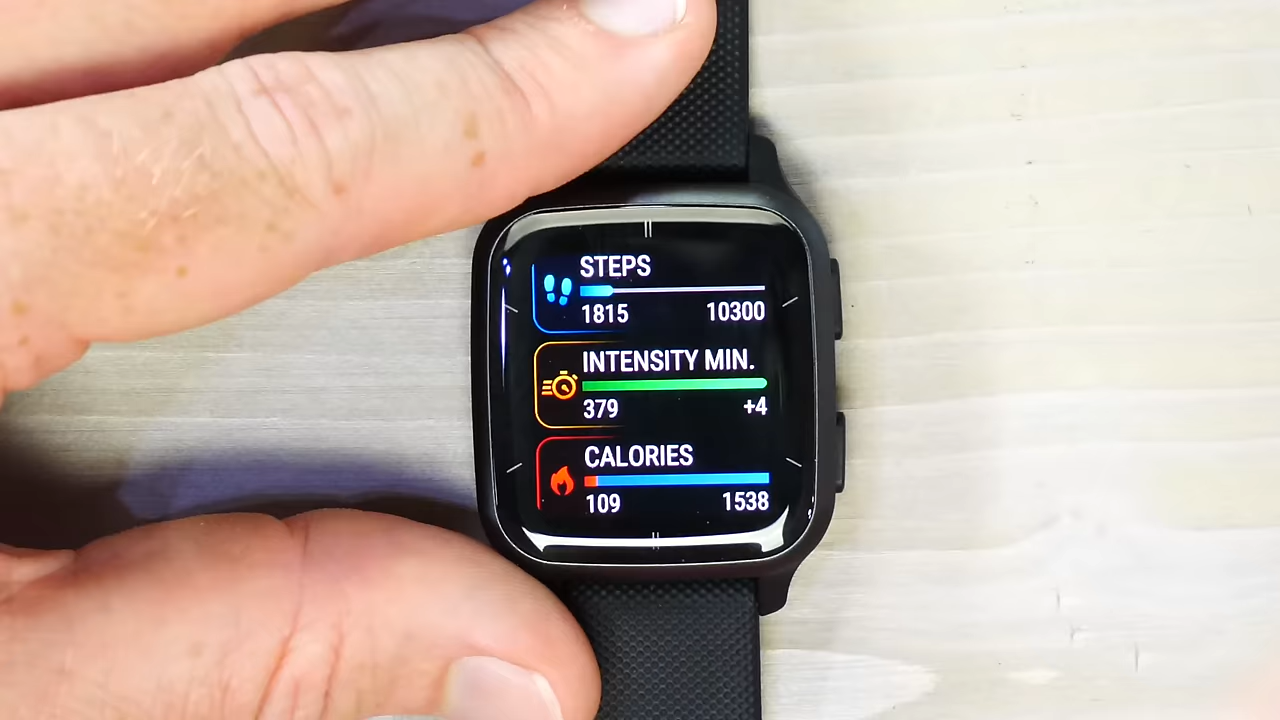 STEPS
1815 10300
INTENSITY MIN.
379 +4
CALORIES
109 1538